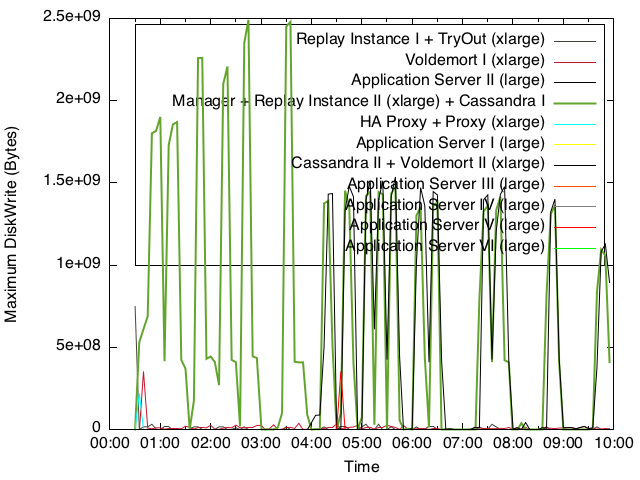 Maximum DiskWrite (Bytes)
2.5e+09
2e+09
1.5e+09
1e+09
5e+08
0
Replay Instance I + TryOut (xlarge)
Voldemort I (xlarge)
Application Server II (large)
Manager + Replay Instance II (xlarge) + Cassandra I
HA Proxy + Proxy (xlarge)
Application Server I (large)
Cassandra II + Voldemort II (xlarge)
Application Server III (large)
Application Server IV (large)
Application Server V (large)
Application Server VI (large)
00:00 01:00 02:00 03:00 04:00 05:00 06:00 07:00 08:00 09:00 10:00
Time